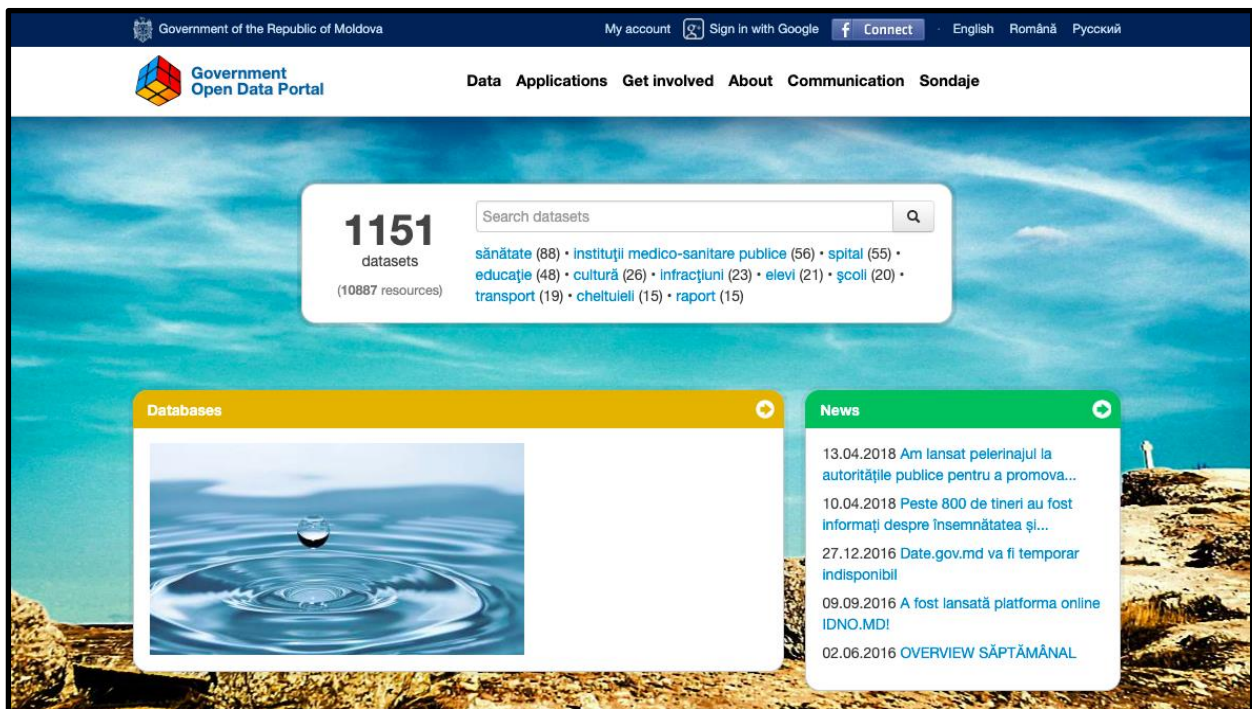 Government of the Republic of Moldova
My account
Sign in with Google
f Connect
English Română Русский
Government
Open Data Portal
Data Applications Get involved About Communication Sondaje
1151
datasets
(10887 resources)
Search datasets
sănătate (88) • instituţii medico-sanitare publice (56) • spital (55) •
educaţie (48) • cultură (26) • infracţiuni (23) • elevi (21) • şcoli (20) •
transport (19) • cheltuieli (15) • raport (15)
Databases
News
13.04.2018 Am lansat pelerinajul la
autoritățile publice pentru a promova...
10.04.2018 Peste 800 de tineri au fost
informați despre însemnătatea și...
27.12.2016 Date.gov.md va fi temporar
indisponibil
09.09.2016 A fost lansată platforma online
IDNO.MD!
02.06.2016 OVERVIEW SĂPTĂMÂNAL